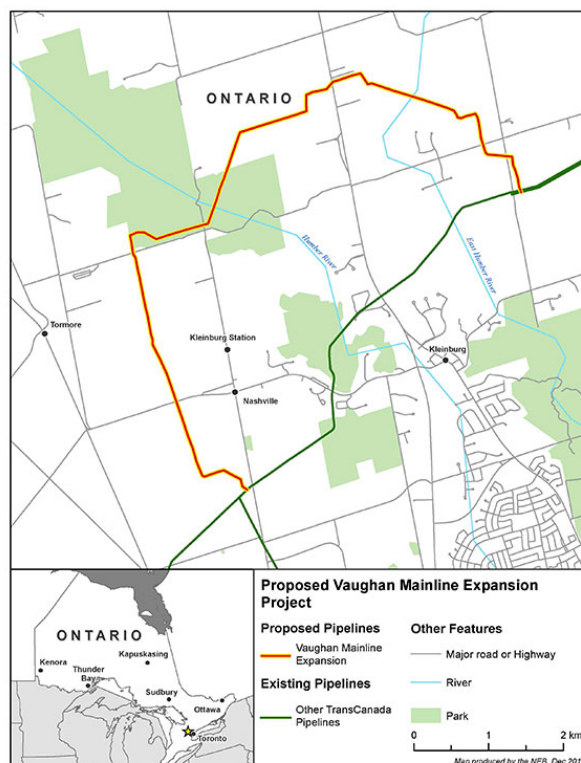 ONTARIO
Humber River
East Humber River
Tormore
Kleinburg Station
Kleinburg
Nashville
ONTARIO
Kapuskasing
Kenora
Thunder
Bay
Sudbury
Ottawa
Toronto
Proposed Vaughan Mainline Expansion
Project
Proposed Pipelines
Vaughan Mainline
Expansion
Existing Pipelines
Other TransCanada
Pipelines
Other Features
Major road or Highway
River
Park
0 1 2 km
Map produced by the NEB, Dec